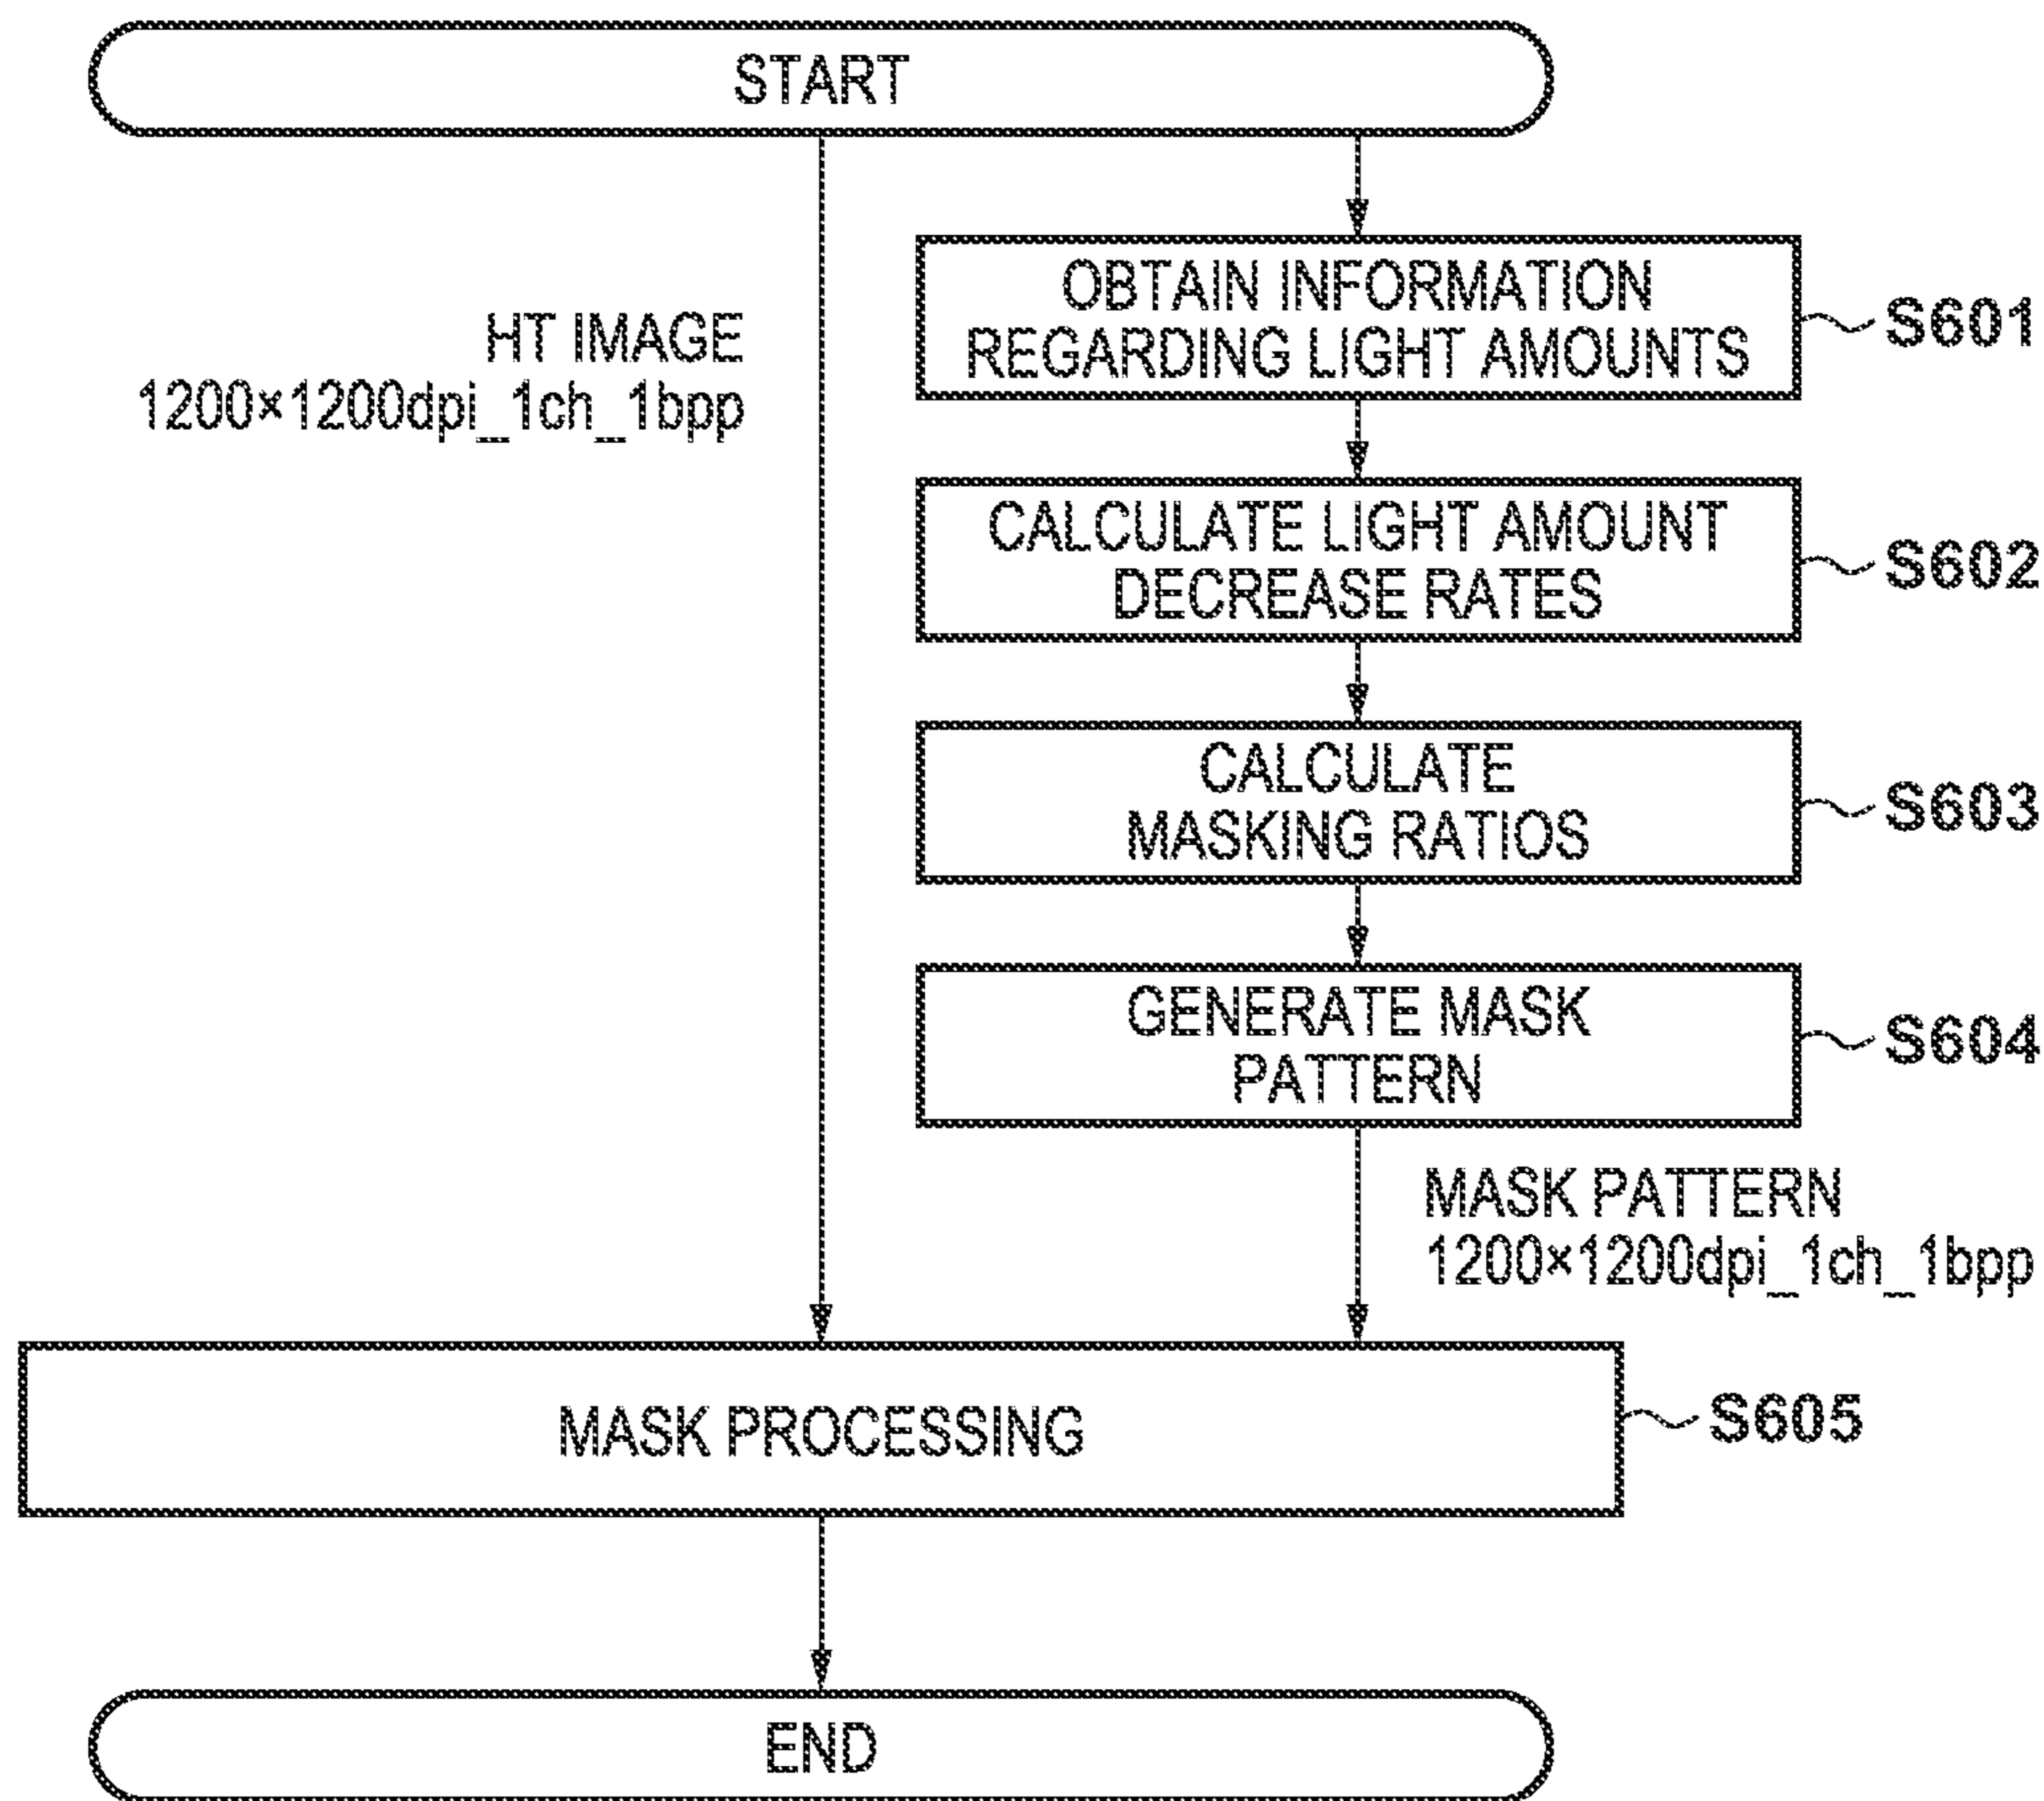 START
HT IMAGE
1200×1200dpi_1ch_1bpp
OBTAIN INFORMATION
REGARDING LIGHT AMOUNTS
S601
CALCULATE LIGHT AMOUNT
DECREASE RATES
S602
CALCULATE
MASKING RATIOS
S603
GENERATE MASK
PATTERN
S604
MASK PATTERN
1200×1200dpi_1ch_1bpp
MASK PROCESSING
S605
END